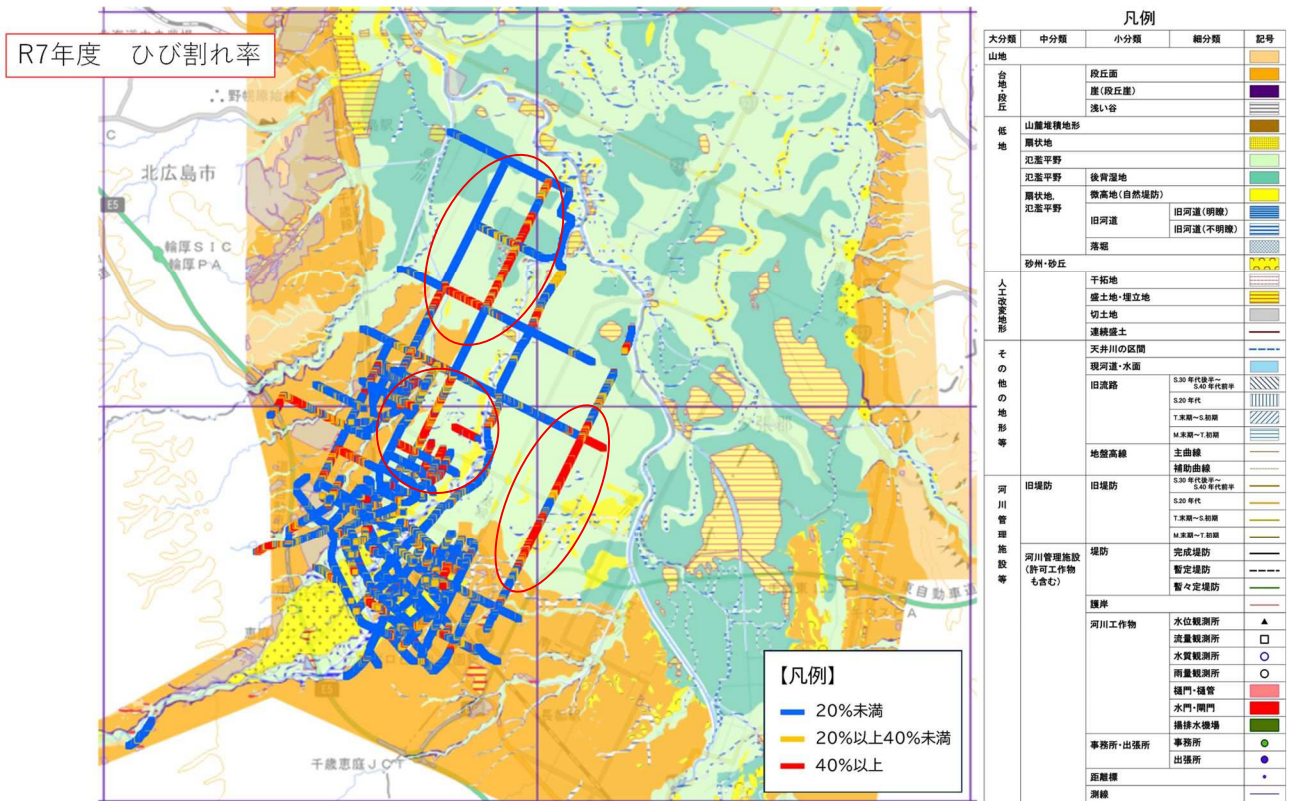 R7年度 ひび割れ率
北広島市
E5
輪厚SIC
輪厚PA
千歳恵庭JCT
E5
【凡例】
20%未満
20%以上40%未満
40%以上
凡例
大分類 中分類 小分類 細分類 記号
山地
台地・段丘
段丘面
崖(段丘崖)
浅い谷
低地
山麓堆積地形
扇状地
氾濫平野
氾濫平野 後背湿地
扇状地,氾濫平野
微高地(自然堤防)
旧河道 旧河道(明瞭)
旧河道(不明瞭)
落堀
砂州・砂丘
人工改変地形
干拓地
盛土地・埋立地
切土地
連続盛土
その他の地形等
天井川の区間
現河道・水面
旧流路 S.30年代後半~S.40年代前半
S.20年代
T.末期~S.初期
M.末期~T.初期
地盤高線 主曲線
補助曲線
河川管理施設等
旧堤防 旧堤防 S.30年代後半~S.40年代前半
S.20年代
T.末期~S.初期
M.末期~T.初期
河川管理施設
(許可工作物
も含む)
堤防 完成堤防
暫定堤防
暫々定堤防
護岸
河川工作物 水位観測所
流量観測所
水質観測所
雨量観測所
樋門・樋管
水門・閘門
揚排水機場
事務所・出張所 事務所
出張所
距離標
測線